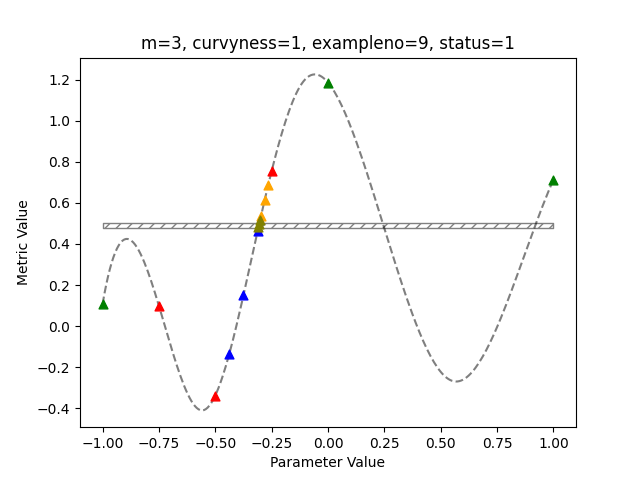 m=3, curvyness=1, exampleno=9, status=1
Metric Value
1.2
1.0
0.8
0.6
0.4
0.2
0.0
−0.2
−0.4
−1.00 −0.75 −0.50 −0.25 0.00 0.25 0.50 0.75 1.00
Parameter Value